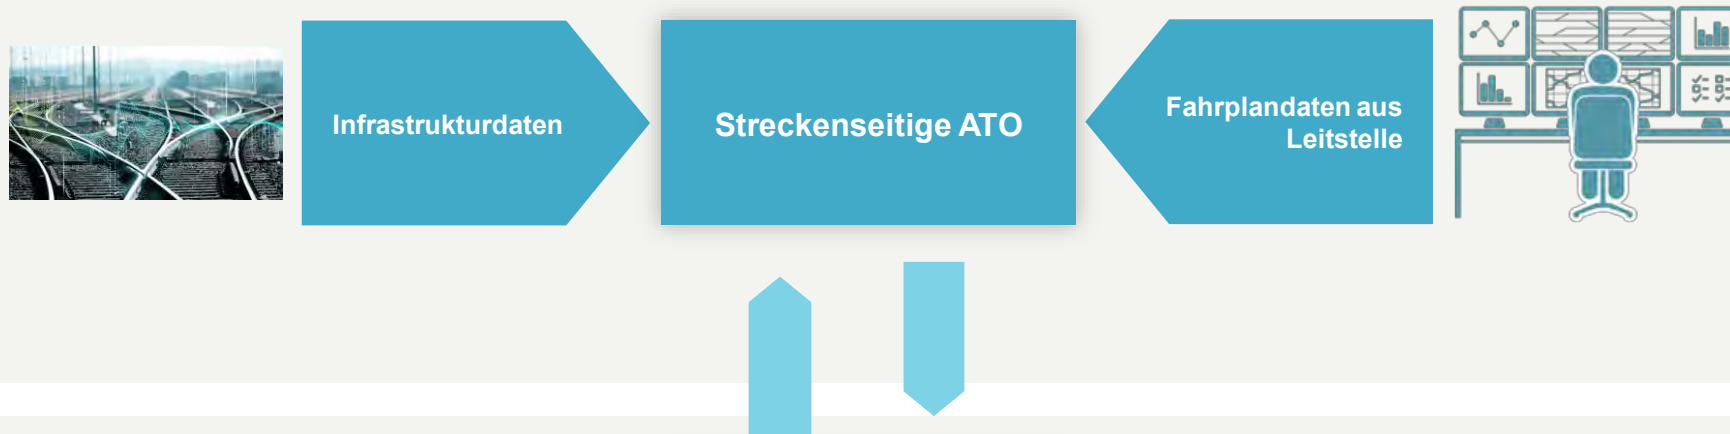 Infrastrukturdaten
Streckenseitige ATO
Fahrplandaten aus
Leitstelle